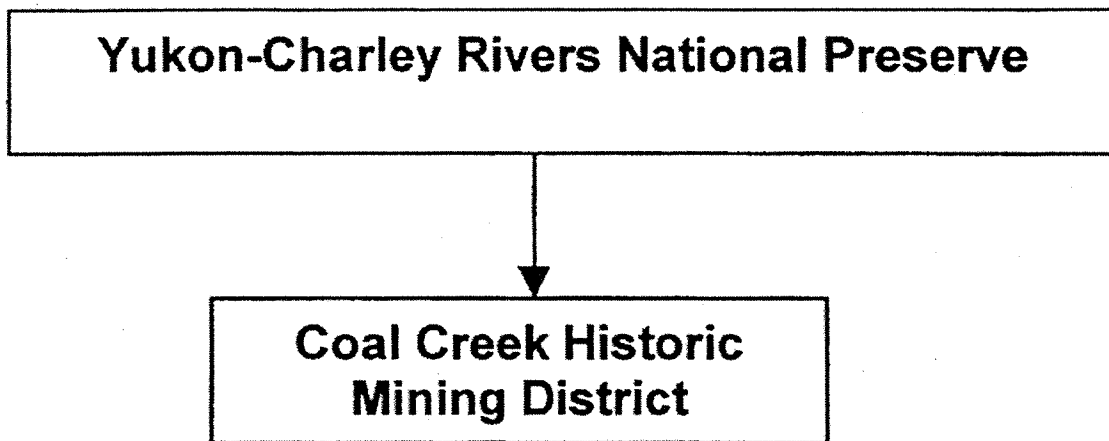 Yukon-Charley Rivers National Preserve
Coal Creek Historic
Mining District